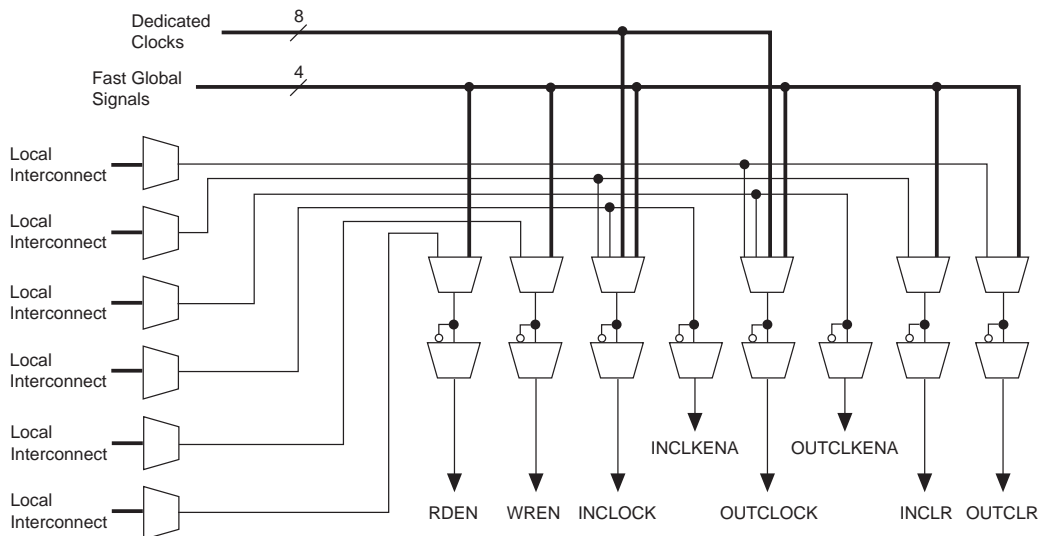 Dedicated
Clocks
8
Fast Global
Signals
4
Local
Interconnect
Local
Interconnect
Local
Interconnect
Local
Interconnect
Local
Interconnect
Local
Interconnect
INCLKENA
OUTCLKENA
RDEN
WREN
INCLOCK
OUTCLOCK
INCLR
OUTCLR